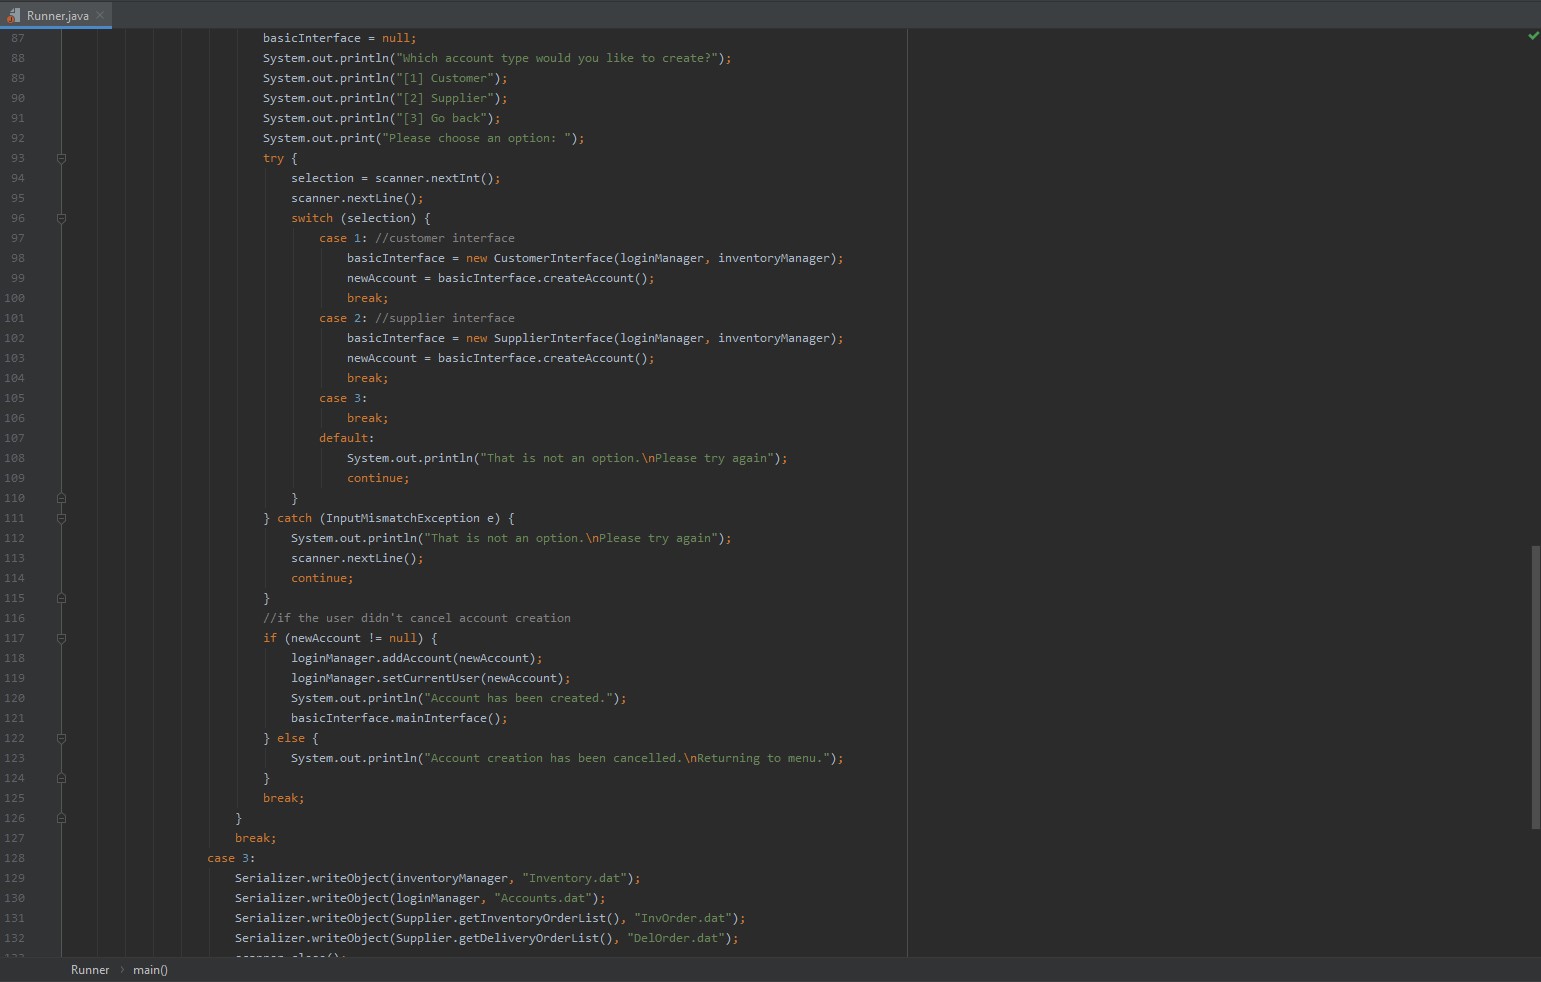 Runner.java
87 basicInterface = null;
88 System.out.println("Which account type would you like to create?");
89 System.out.println("[1] Customer");
90 System.out.println("[2] Supplier");
91 System.out.println("[3] Go back");
92 System.out.print("Please choose an option: ");
93 try {
94 selection = scanner.nextInt();
95 scanner.nextLine();
96 switch (selection) {
97 case 1: //customer interface
98 basicInterface = new CustomerInterface(loginManager, inventoryManager);
99 newAccount = basicInterface.createAccount();
100 break;
101 case 2: //supplier interface
102 basicInterface = new SupplierInterface(loginManager, inventoryManager);
103 newAccount = basicInterface.createAccount();
104 break;
105 case 3:
106 break;
107 default:
108 System.out.println("That is not an option.\nPlease try again");
109 continue;
110 }
111 } catch (InputMismatchException e) {
112 System.out.println("That is not an option.\nPlease try again");
113 scanner.nextLine();
114 continue;
115 }
116 //if the user didn't cancel account creation
117 if (newAccount != null) {
118 loginManager.addAccount(newAccount);
119 loginManager.setCurrentUser(newAccount);
120 System.out.println("Account has been created.");
121 basicInterface.mainInterface();
122 } else {
123 System.out.println("Account creation has been cancelled.\nReturning to menu.");
124 }
125 break;
126 }
127 break;
128 case 3:
129 Serializer.writeObject(inventoryManager, "Inventory.dat");
130 Serializer.writeObject(loginManager, "Accounts.dat");
131 Serializer.writeObject(Supplier.getInventoryOrderList(), "InvOrder.dat");
132 Serializer.writeObject(Supplier.getDeliveryOrderList(), "DelOrder.dat");
Runner > main()